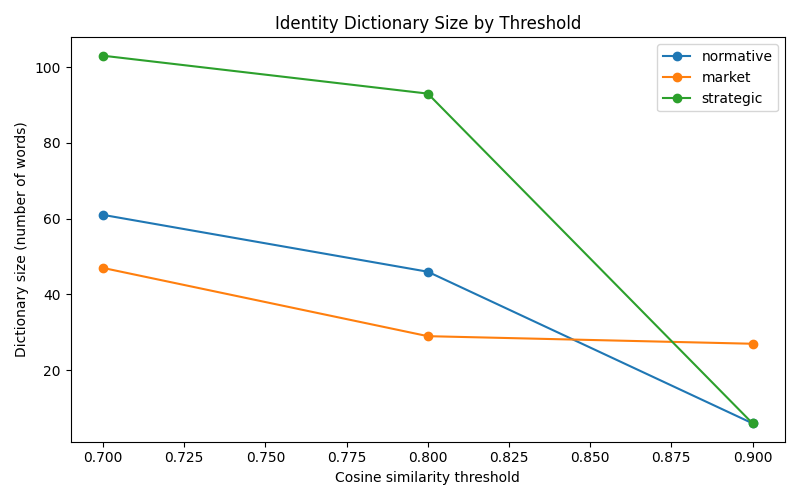 Identity Dictionary Size by Threshold
normative
market
strategic
Dictionary size (number of words)
100
80
60
40
20
0.700 0.725 0.750 0.775 0.800 0.825 0.850 0.875 0.900
Cosine similarity threshold